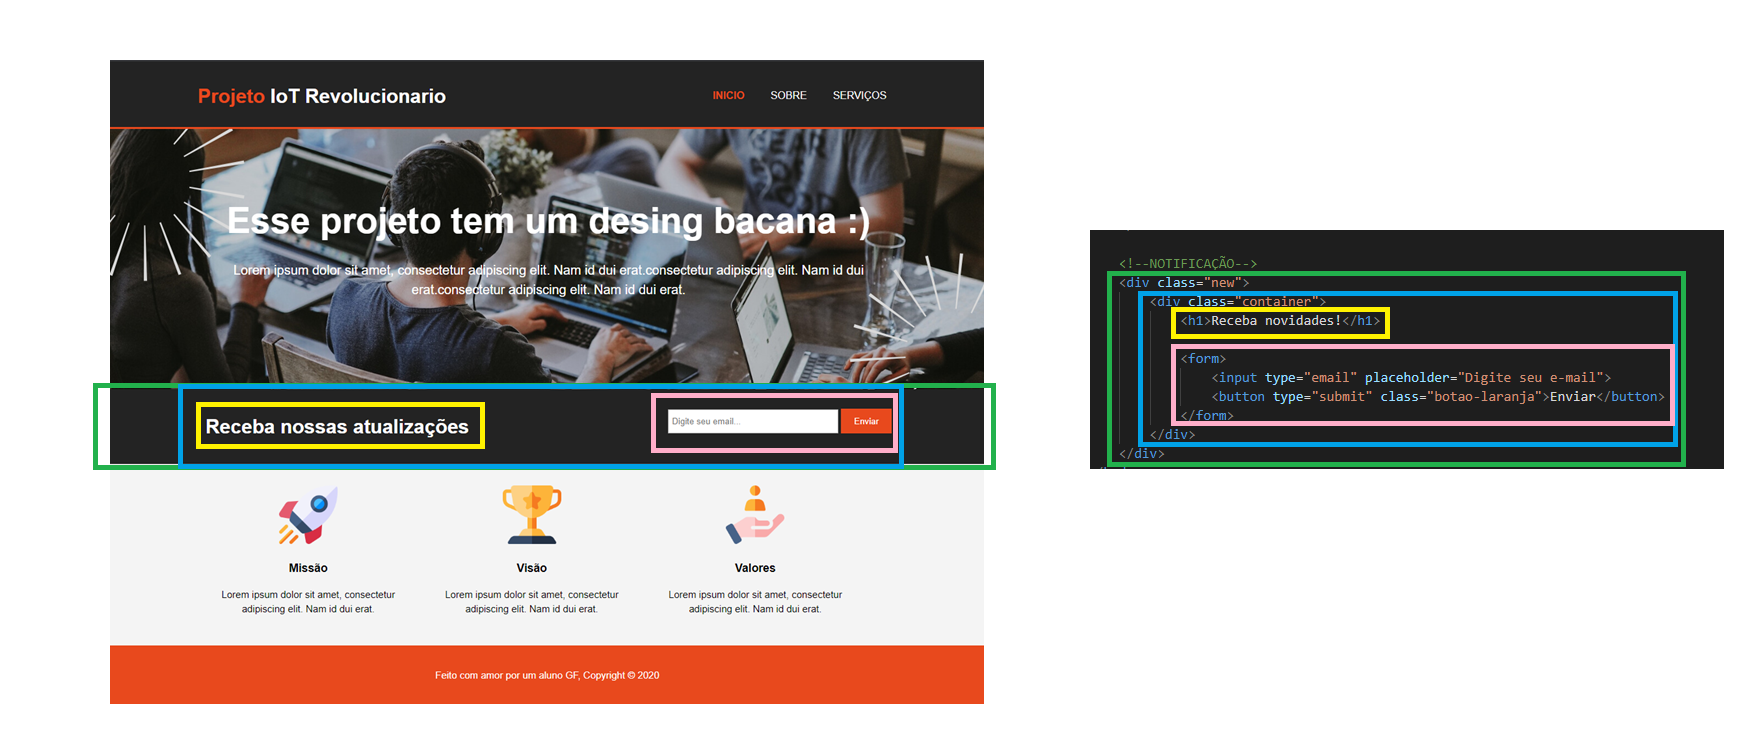 Projeto IoT Revolucionario
INICIO SOBRE SERVIÇOS
Esse projeto tem um desing bacana :)
Lorem ipsum dolor sit amet, consectetur adipiscing elit. Nam id dui erat.consectetur adipiscing elit. Nam id dui
erat.consectetur adipiscing elit. Nam id dui erat.
Receba nossas atualizações
Digite seu email...
Enviar
Missão
Lorem ipsum dolor sit amet, consectetur
adipiscing elit. Nam id dui erat.
Visão
Lorem ipsum dolor sit amet, consectetur
adipiscing elit. Nam id dui erat.
Valores
Lorem ipsum dolor sit amet, consectetur
adipiscing elit. Nam id dui erat.
Feito com amor por um aluno GF, Copyright © 2020
<!--NOTIFICAÇÃO-->
<div class="new">
<div class="container">
<h1>Receba novidades!</h1>
<form>
<input type="email" placeholder="Digite seu e-mail">
<button type="submit" class="botao-laranja">Enviar</button>
</form>
</div>
</div>